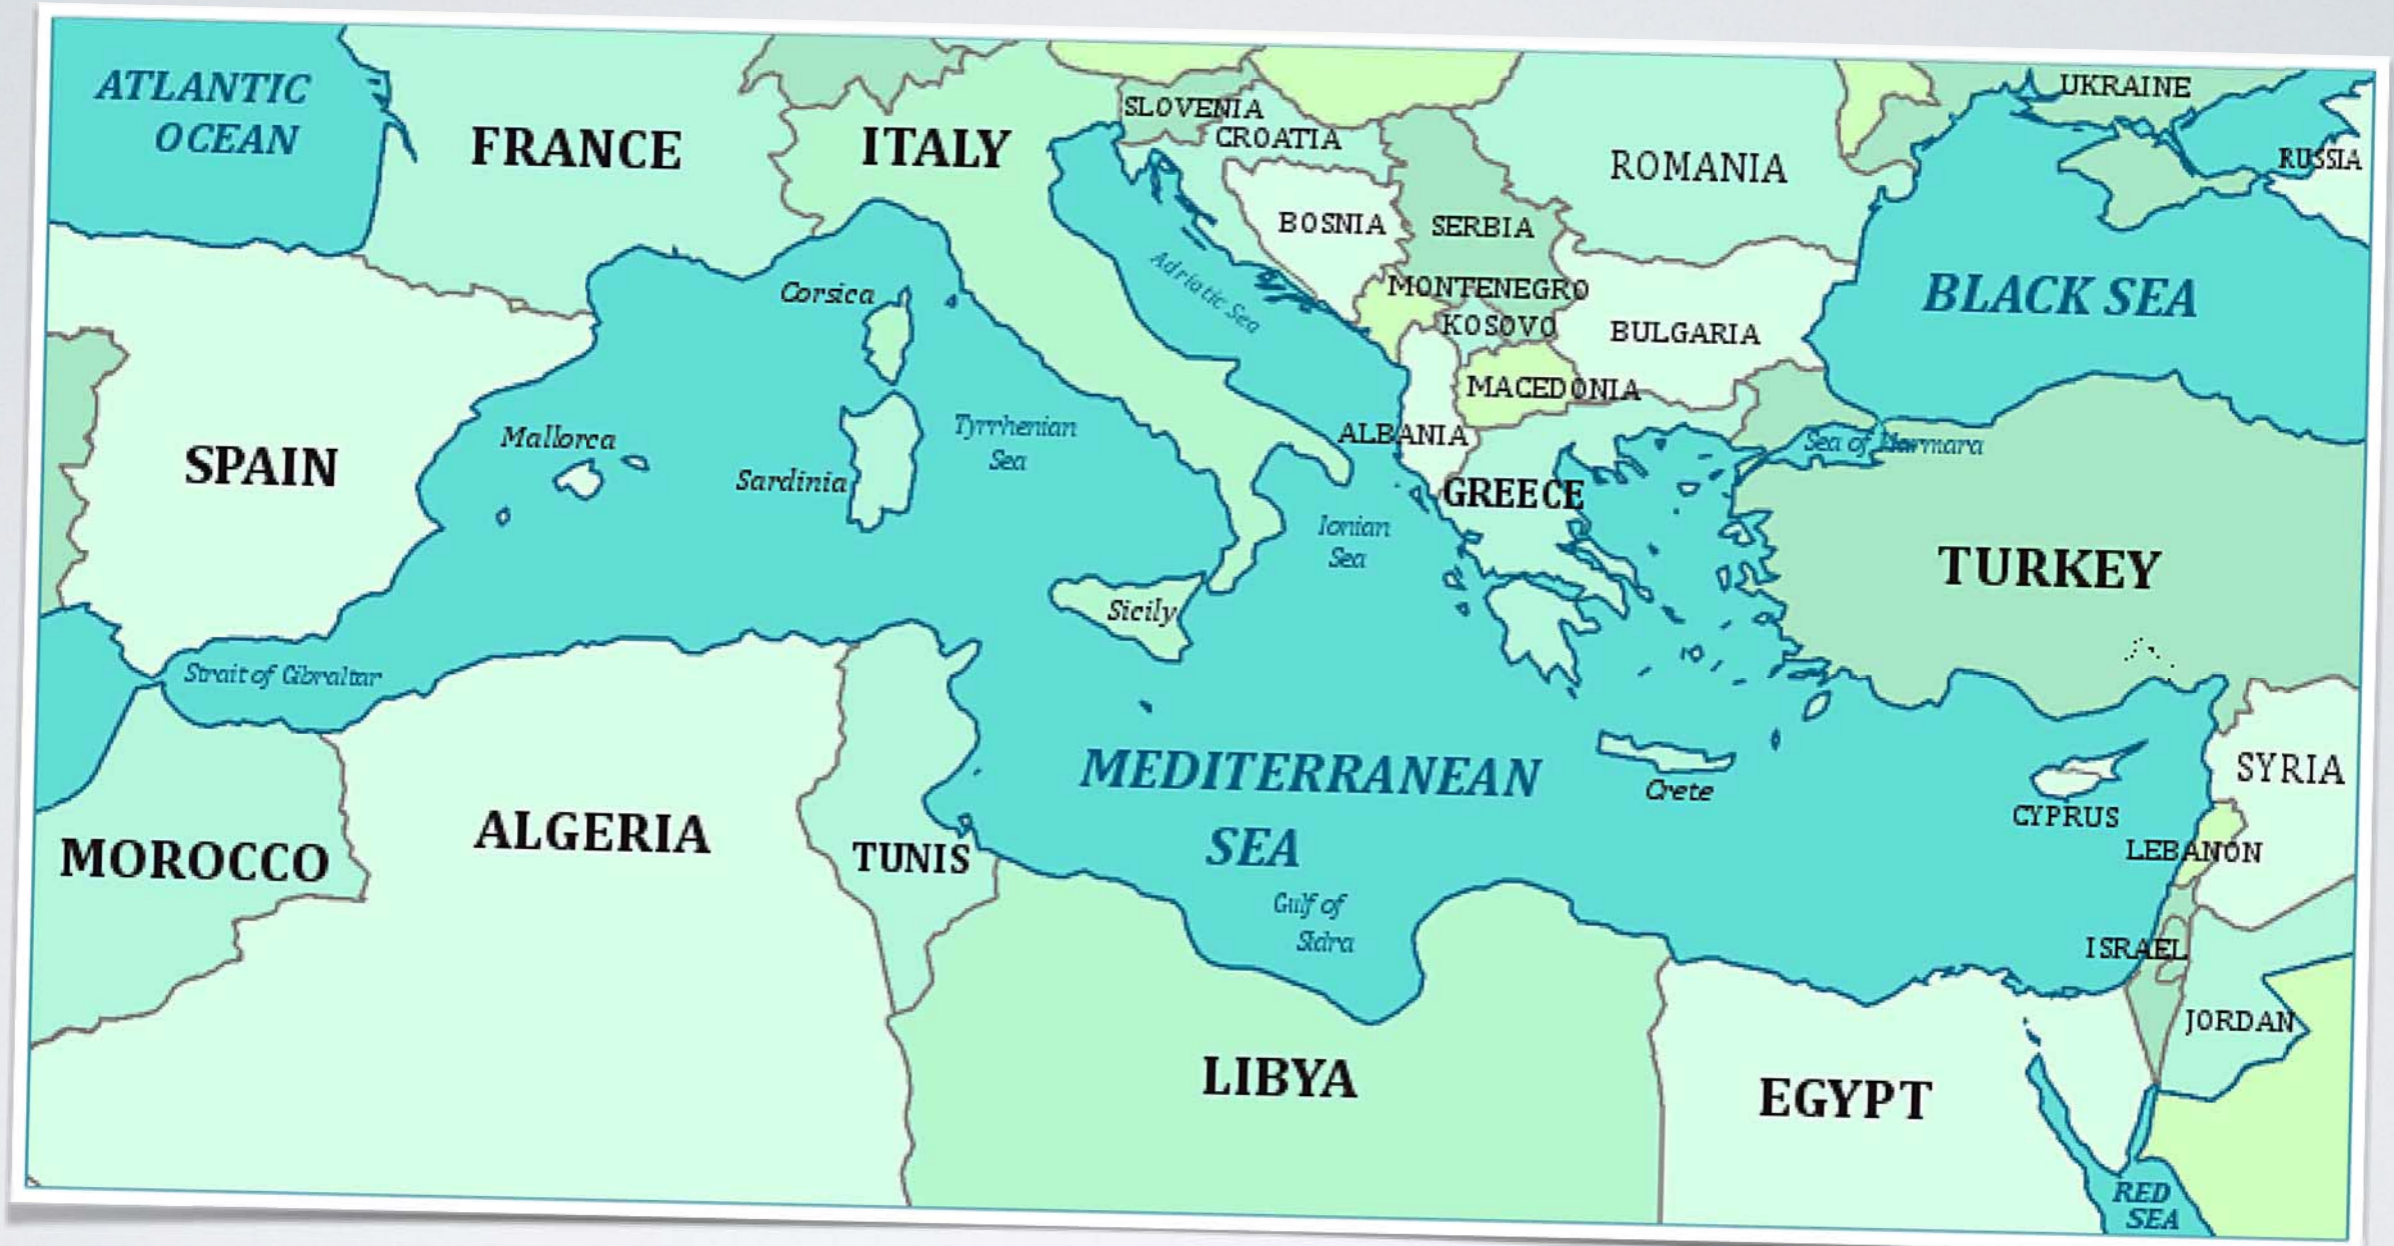 ATLANTIC
OCEAN
FRANCE
ITALY
SLOVENIA
CROATIA
UKRAINE
RUSSIA
ROMANIA
BOSNIA
SERBIA
Adriatic Sea
MONTENEGRO
KOSOVO
BULGARIA
BLACK SEA
Corsica
MACEDONIA
ALBANIA
Mallorca
SPAIN
Sardinia
Tyrrhenian
Sea
Sea of Marmara
GREECE
Ionian
Sea
TURKEY
Sicily
Strait of Gibraltar
MEDITERRANEAN
SEA
Crete
CYPRUS
SYRIA
LEBANON
MOROCCO
ALGERIA
TUNIS
Gulf of
Sidra
ISRAEL
JORDAN
LIBYA
EGYPT
RED
SEA